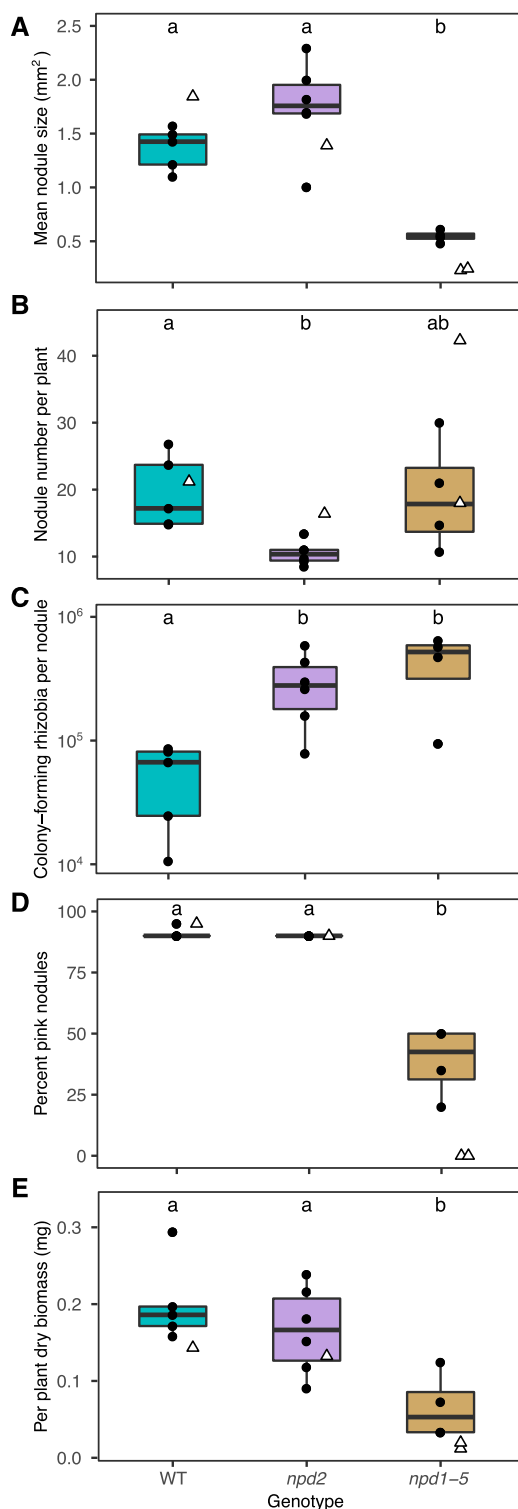 A
Mean nodule size (mm²)
2.5
2.0
1.5
1.0
0.5
a a b
B
Nodule number per plant
40
30
20
10
a b ab
C
Colony−forming rhizobia per nodule
10⁶
10⁵
10⁴
a b b
D
Percent pink nodules
100
75
50
25
0
a a b
E
Per plant dry biomass (mg)
0.3
0.2
0.1
0.0
a a b
WT npd2 npd1−5
Genotype